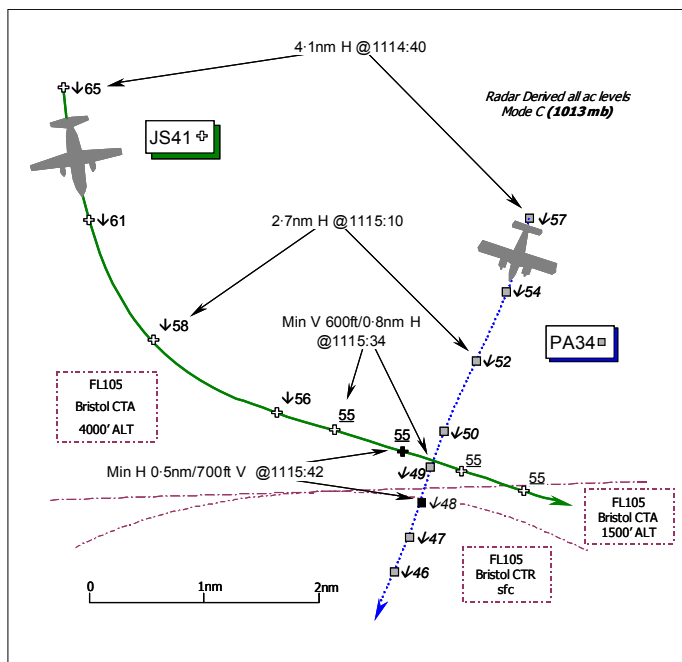 4·1nm H @1114:40
↓65
Radar Derived all ac levels
Mode C (1013mb)
JS41
↓61
↓57
2·7nm H @1115:10
↓54
↓58
Min V 600ft/0·8nm H
@1115:34
PA34
↓52
FL105
Bristol CTA
4000' ALT
↓56
55
↓50
55
Min H 0·5nm/700ft V @1115:42
↓49
55
55
↓48
FL105
Bristol CTA
1500' ALT
↓47
FL105
Bristol CTR
sfc
↓46
0
1nm
2nm